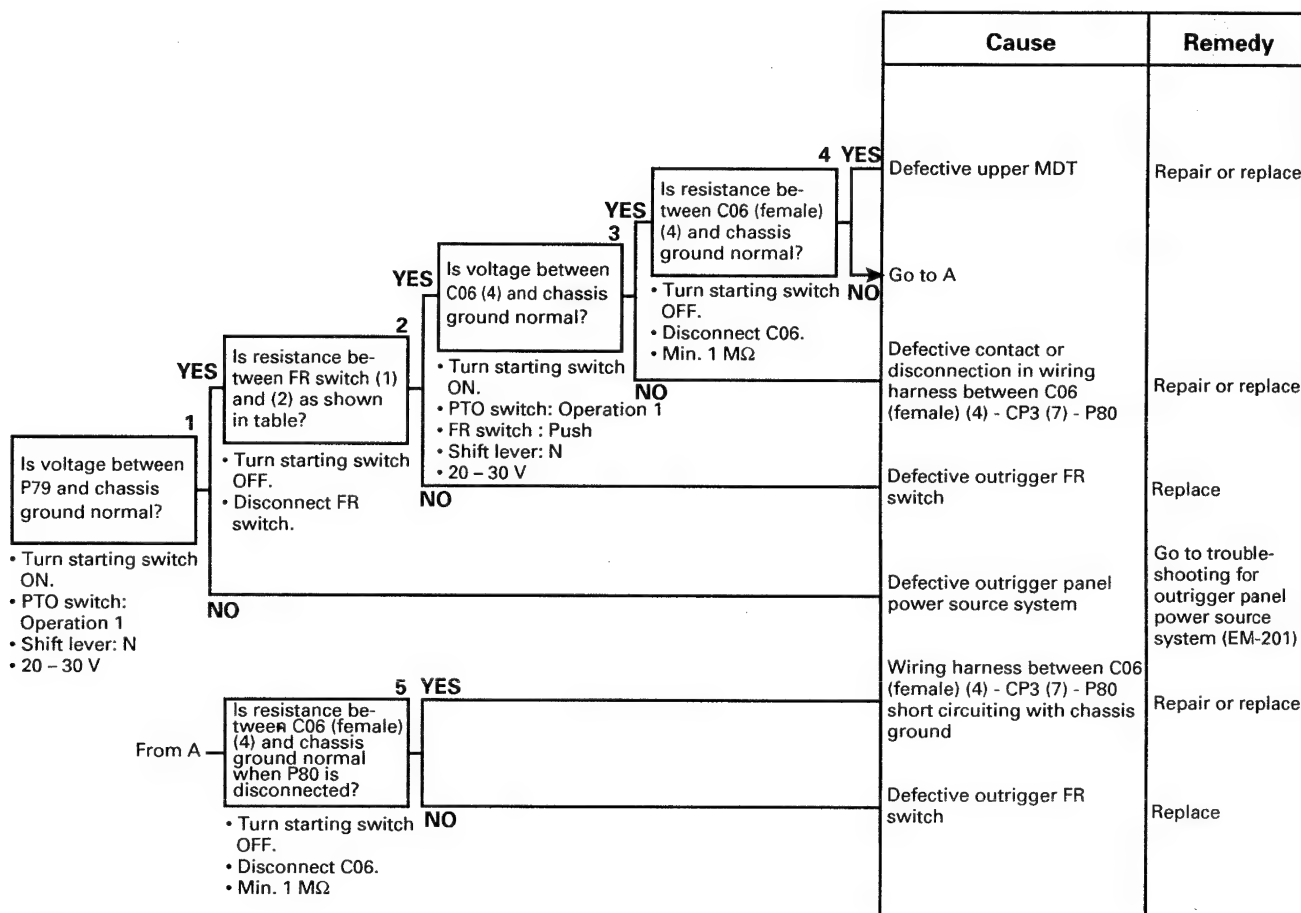 Cause
Remedy
4 YES
Is resistance be-
tween C06 (female)
(4) and chassis
ground normal?
• Turn starting switch
OFF.
• Disconnect C06.
• Min. 1 MΩ
NO
Defective upper MDT
Repair or replace
Go to A
YES
3
Is voltage between
C06 (4) and chassis
ground normal?
• Turn starting switch
ON.
• PTO switch: Operation 1
• FR switch : Push
• Shift lever: N
• 20 – 30 V
NO
Defective contact or
disconnection in wiring
harness between C06
(female) (4) - CP3 (7) - P80
Repair or replace
YES
2
Is resistance be-
tween FR switch (1)
and (2) as shown
in table?
• Turn starting switch
OFF.
• Disconnect FR
switch.
NO
Defective outrigger FR
switch
Replace
YES
1
Is voltage between
P79 and chassis
ground normal?
• Turn starting switch
ON.
• PTO switch:
Operation 1
• Shift lever: N
• 20 – 30 V
NO
Defective outrigger panel
power source system
Go to trouble-
shooting for
outrigger panel
power source
system (EM-201)
From A
5 YES
Is resistance be-
tween C06 (female)
(4) and chassis
ground normal
when P80 is
disconnected?
• Turn starting switch
OFF.
• Disconnect C06.
• Min. 1 MΩ
NO
Wiring harness between C06
(female) (4) - CP3 (7) - P80
short circuiting with chassis
ground
Repair or replace
Defective outrigger FR
switch
Replace